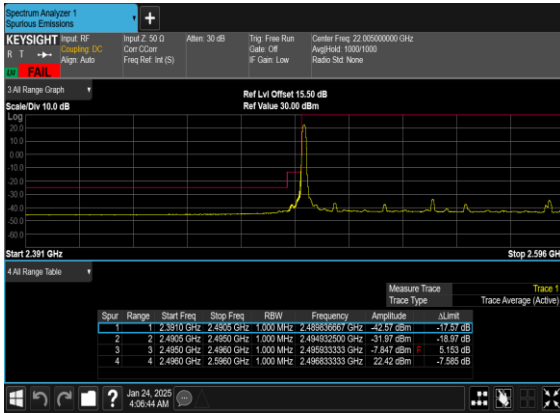 Spectrum Analyzer 1
Spurious Emissions
+
KEYSIGHT
R T
LNI
FAIL
Input: RF
Coupling: DC
Align: Auto
Input Z: 50 Ω
Corr CCorr
Freq Ref: Int (S)
Atten: 30 dB
Trig: Free Run
Gate: Off
IF Gain: Low
Center Freq: 22.005000000 GHz
Avg|Hold: 1000/1000
Radio Std: None
3 All Range Graph
Scale/Div 10.0 dB
Ref Lvl Offset 15.50 dB
Ref Value 30.00 dBm
Log
20.0
10.0
0.00
-10.0
-20.0
-30.0
-40.0
-50.0
-60.0
Start 2.391 GHz
Stop 2.596 GH
4 All Range Table
Measure Trace Trace 1
Trace Type Trace Average (Active)
Spur Range Start Freq Stop Freq RBW Frequency Amplitude ΔLimit
1 1 2.3910 GHz 2.4905 GHz 1.000 MHz 2.489836667 GHz -42.57 dBm -17.57 dB
2 2 2.4905 GHz 2.4950 GHz 1.000 MHz 2.494932500 GHz -31.97 dBm -18.97 dB
3 3 2.4950 GHz 2.4960 GHz 1.000 MHz 2.495933333 GHz -7.847 dBm F 5.153 dB
4 4 2.4960 GHz 2.5960 GHz 1.000 MHz 2.496833333 GHz 22.42 dBm -7.585 dB
?
Jan 24, 2025
4:06:44 AM